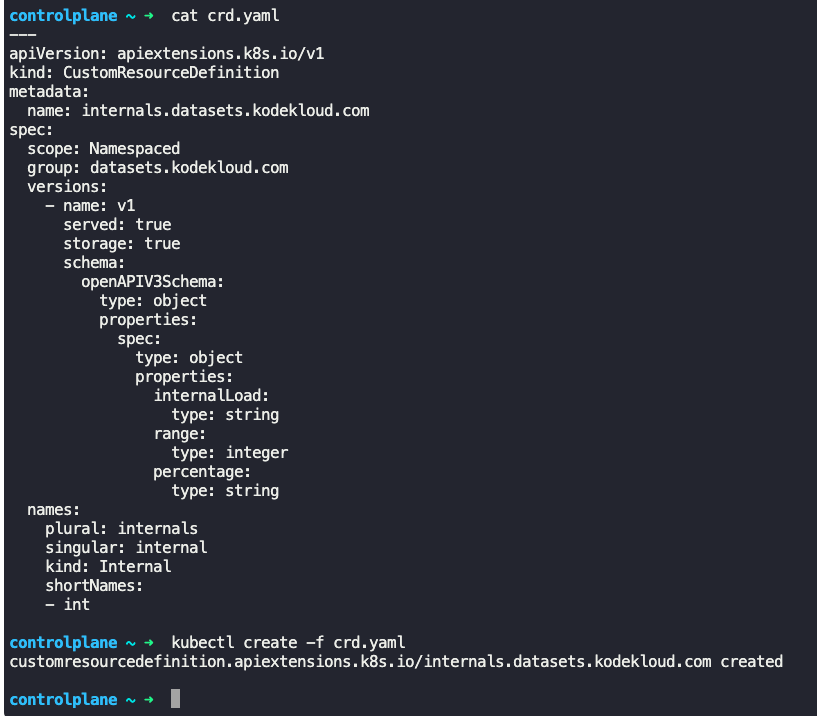 controlplane ~ ➜  cat crd.yaml
---
apiVersion: apiextensions.k8s.io/v1
kind: CustomResourceDefinition
metadata:
  name: internals.datasets.kodekloud.com
spec:
  scope: Namespaced
  group: datasets.kodekloud.com
  versions:
    - name: v1
      served: true
      storage: true
      schema:
        openAPIV3Schema:
          type: object
          properties:
            spec:
              type: object
              properties:
                internalLoad:
                  type: string
                range:
                  type: integer
                percentage:
                  type: string
  names:
    plural: internals
    singular: internal
    kind: Internal
    shortNames:
    - int

controlplane ~ ➜  kubectl create -f crd.yaml
customresourcedefinition.apiextensions.k8s.io/internals.datasets.kodekloud.com created

controlplane ~ ➜